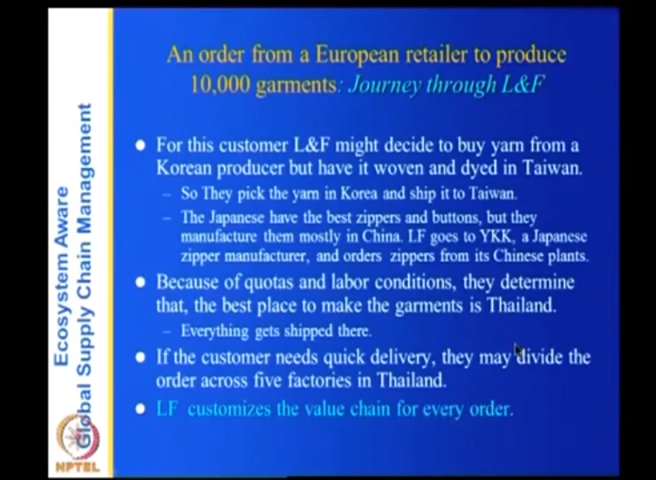 An order from a European retailer to produce
10,000 garments: Journey through L&F
Ecosystem Aware
Global Supply Chain Management
• For this customer L&F might decide to buy yarn from a
Korean producer but have it woven and dyed in Taiwan.
– So They pick the yarn in Korea and ship it to Taiwan.
– The Japanese have the best zippers and buttons, but they
manufacture them mostly in China. LF goes to YKK, a Japanese
zipper manufacturer, and orders zippers from its Chinese plants.
• Because of quotas and labor conditions, they determine
that, the best place to make the garments is Thailand.
– Everything gets shipped there.
• If the customer needs quick delivery, they may divide the
order across five factories in Thailand.
• LF customizes the value chain for every order.
NPTEL